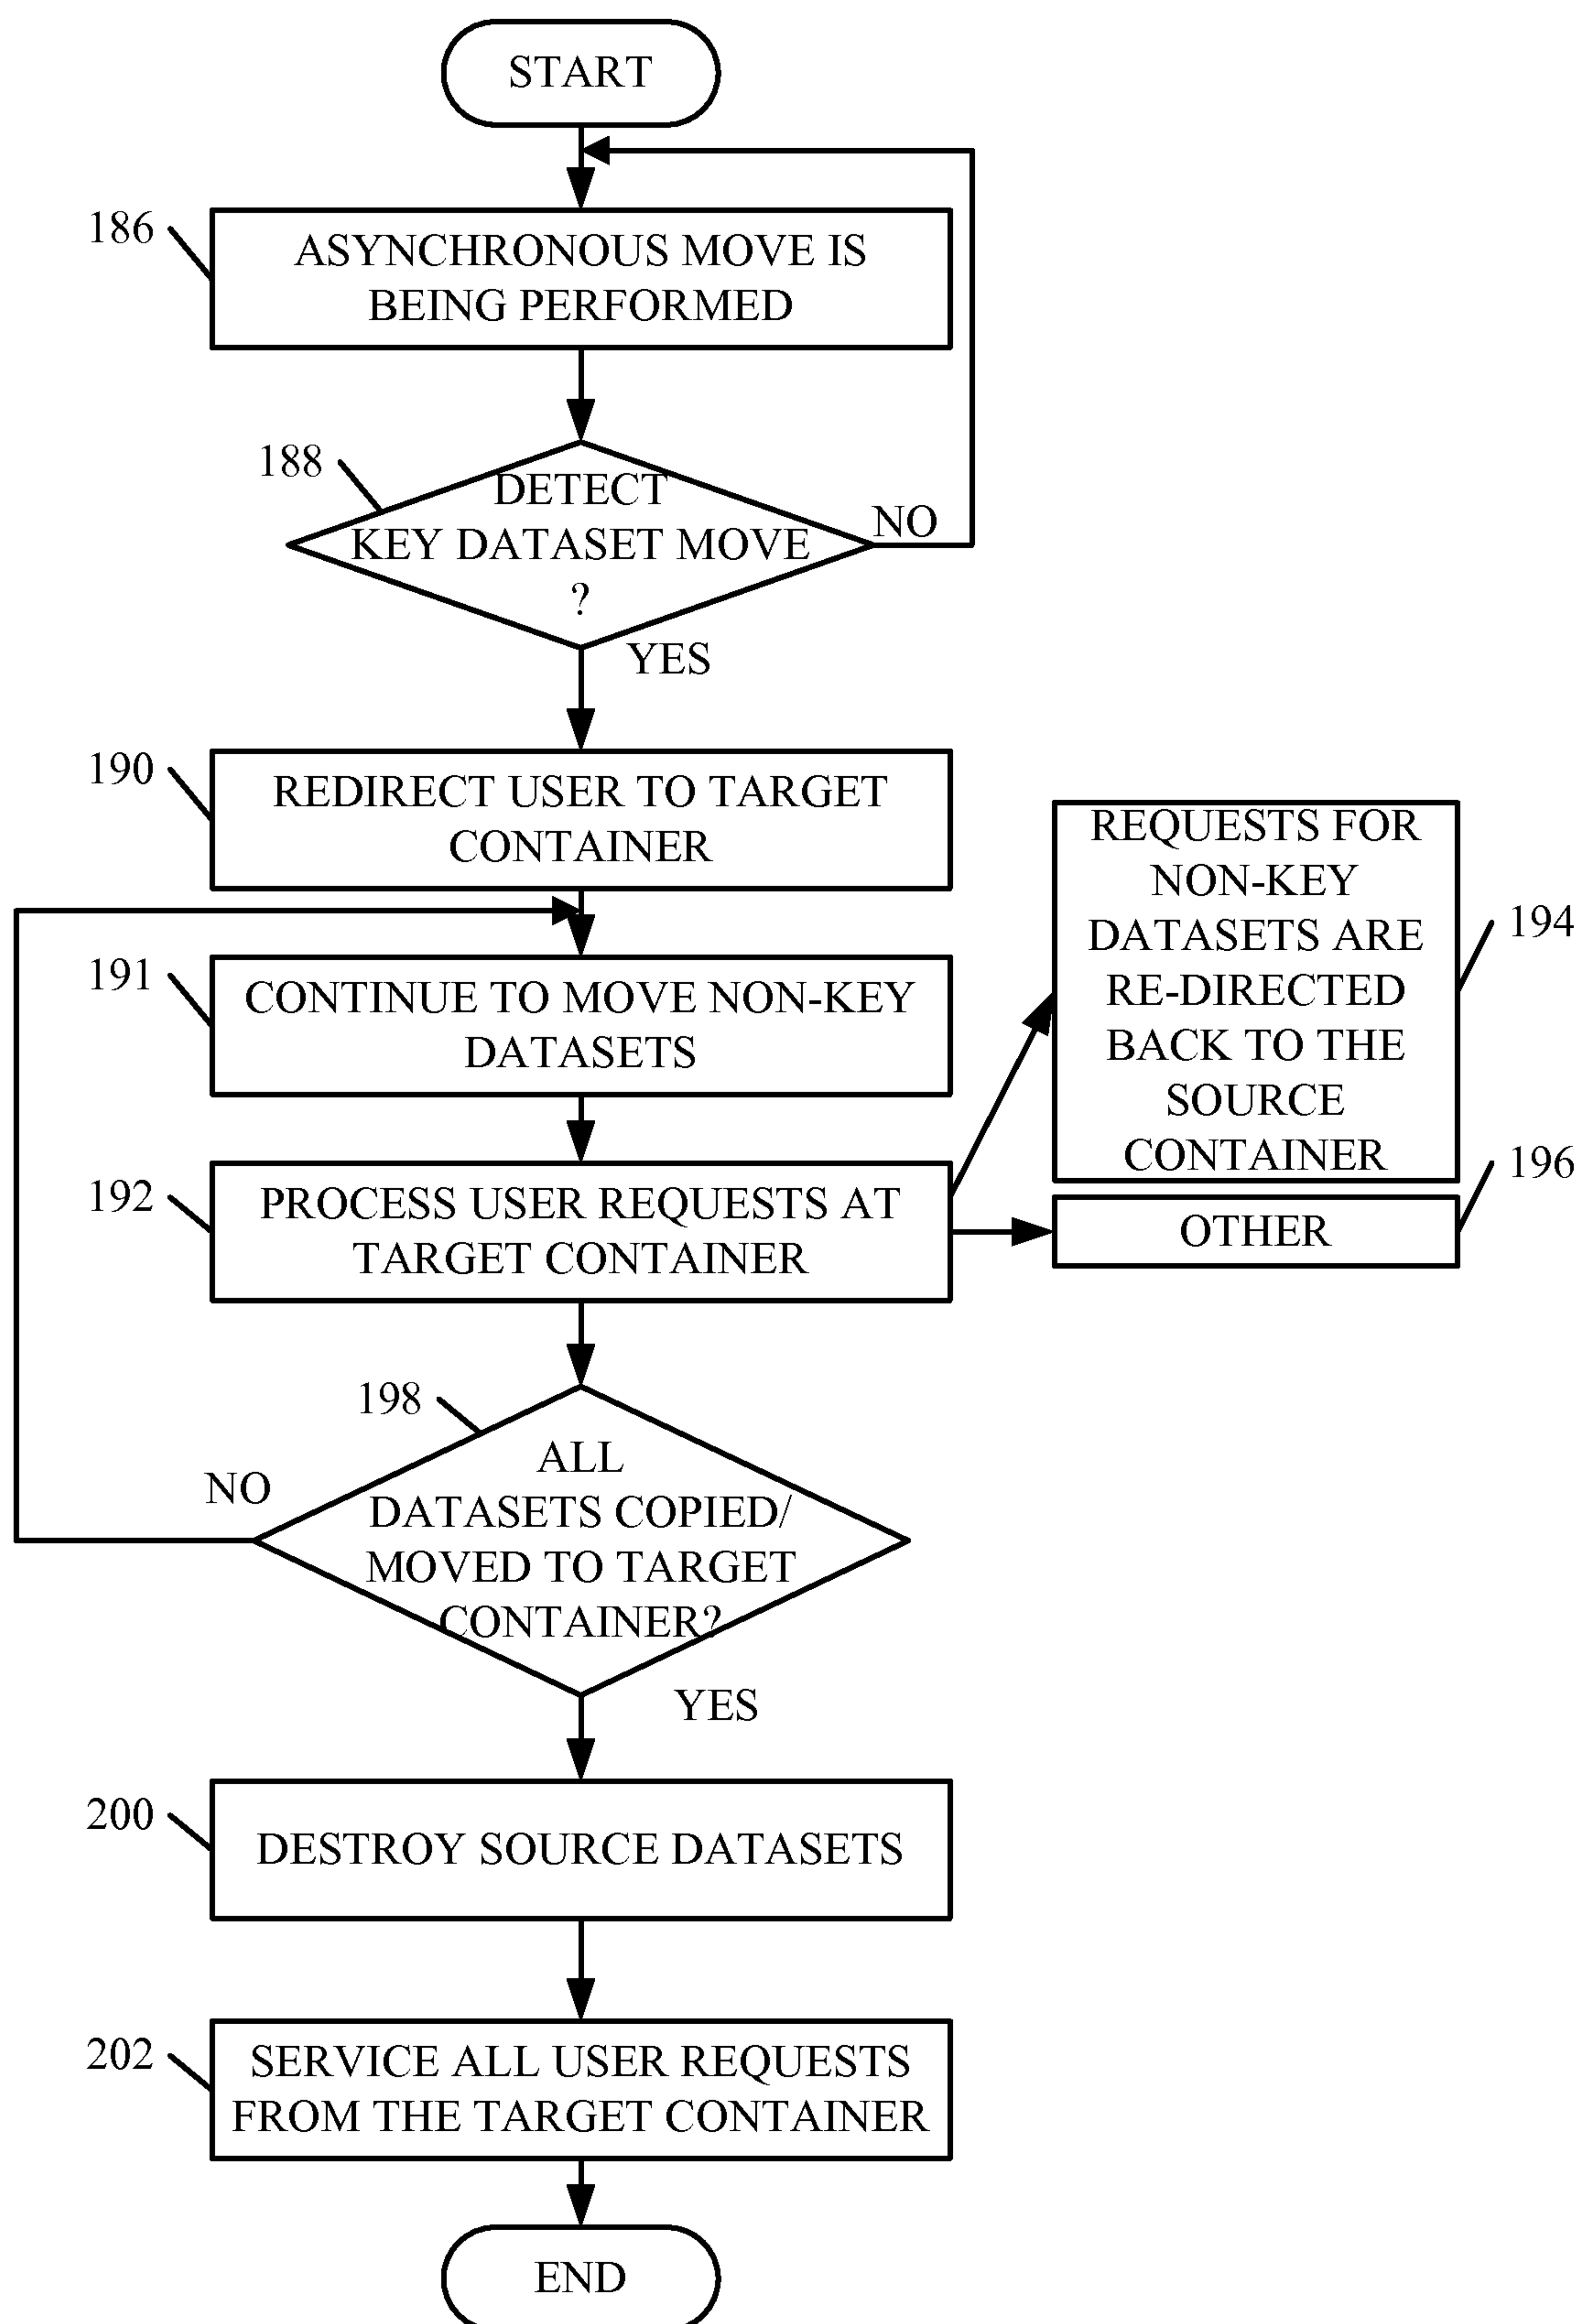 START
186
ASYNCHRONOUS MOVE IS
BEING PERFORMED
188
DETECT
KEY DATASET MOVE
?
NO
YES
190
REDIRECT USER TO TARGET
CONTAINER
191
CONTINUE TO MOVE NON-KEY
DATASETS
192
PROCESS USER REQUESTS AT
TARGET CONTAINER
REQUESTS FOR
NON-KEY
DATASETS ARE
RE-DIRECTED
BACK TO THE
SOURCE
CONTAINER
194
OTHER
196
198
ALL
DATASETS COPIED/
MOVED TO TARGET
CONTAINER?
NO
YES
200
DESTROY SOURCE DATASETS
202
SERVICE ALL USER REQUESTS
FROM THE TARGET CONTAINER
END